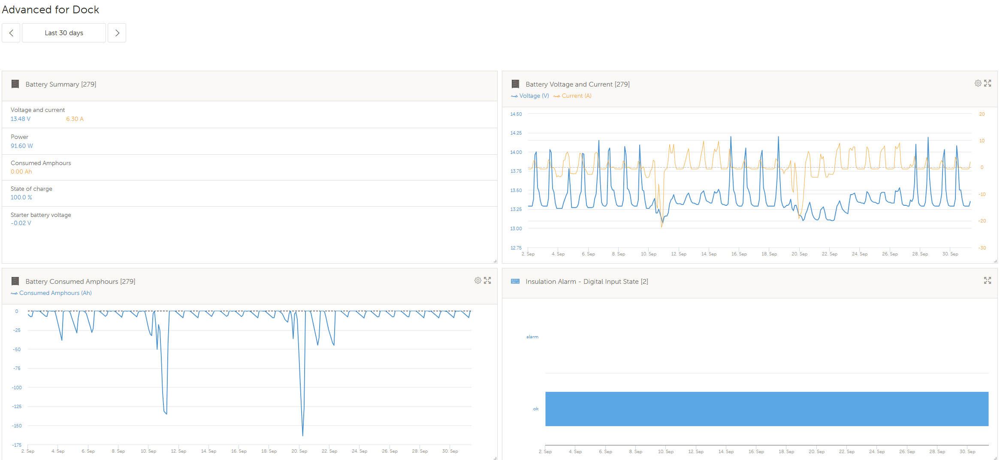 Advanced for Dock
Last 30 days
Battery Summary [279]
Voltage and current
13.48 V 6.30 A
Power
91.60 W
Consumed Amphours
0.00 Ah
State of charge
100.0 %
Starter battery voltage
-0.02 V
Battery Voltage and Current [279]
Voltage (V) Current (A)
14.50 20
14.25
14.00 10
13.75 0
13.50 -10
13.25
13.00 -20
12.75 -30
2. Sep 4. Sep 6. Sep 8. Sep 10. Sep 12. Sep 14. Sep 16. Sep 18. Sep 20. Sep 22. Sep 24. Sep 26. Sep 28. Sep 30. Sep
Battery Consumed Amphours [279]
Consumed Amphours (Ah)
0
-25
-50
-75
-100
-125
-150
-175
2. Sep 4. Sep 6. Sep 8. Sep 10. Sep 12. Sep 14. Sep 16. Sep 18. Sep 20. Sep 22. Sep 24. Sep 26. Sep 28. Sep 30. Sep
Insulation Alarm - Digital Input State [2]
alarm
ok
2. Sep 4. Sep 6. Sep 8. Sep 10. Sep 12. Sep 14. Sep 16. Sep 18. Sep 20. Sep 22. Sep 24. Sep 26. Sep 28. Sep 30. Sep